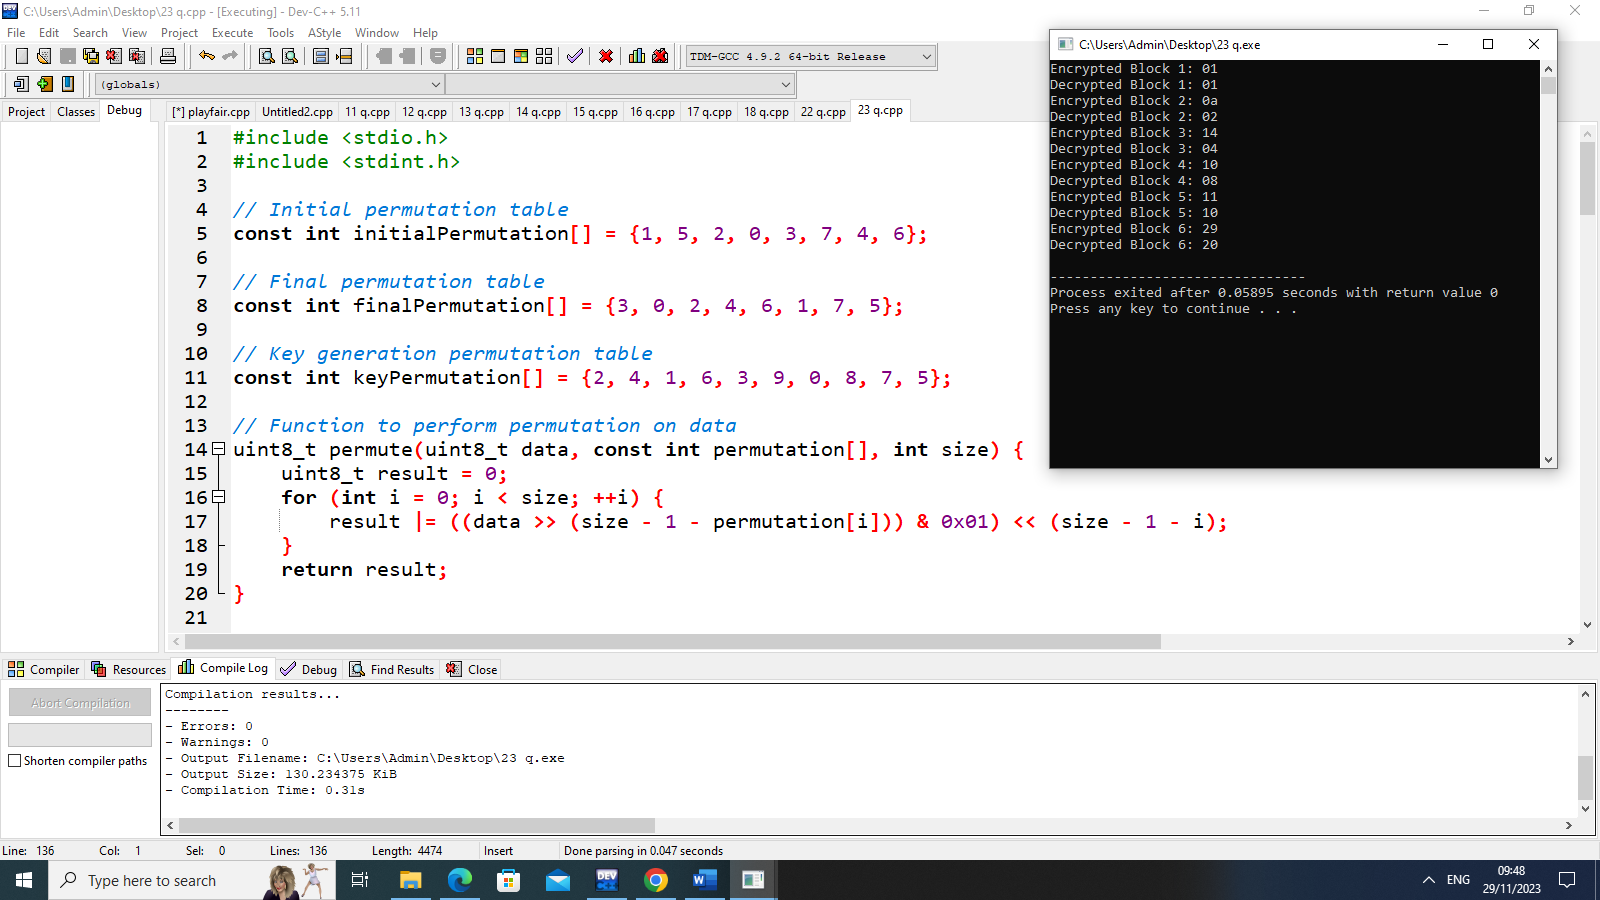 C:\Users\Admin\Desktop\23 q.cpp - [Executing] - Dev-C++ 5.11
File Edit Search View Project Execute Tools AStyle Window Help
TDM-GCC 4.9.2 64-bit Release
(globals)
Project Classes Debug
[*] playfair.cpp Untitled2.cpp 11 q.cpp 12 q.cpp 13 q.cpp 14 q.cpp 15 q.cpp 16 q.cpp 17 q.cpp 18 q.cpp 22 q.cpp 23 q.cpp
1 #include <stdio.h>
2 #include <stdint.h>
3
4 // Initial permutation table
5 const int initialPermutation[] = {1, 5, 2, 0, 3, 7, 4, 6};
6
7 // Final permutation table
8 const int finalPermutation[] = {3, 0, 2, 4, 6, 1, 7, 5};
9
10 // Key generation permutation table
11 const int keyPermutation[] = {2, 4, 1, 6, 3, 9, 0, 8, 7, 5};
12
13 // Function to perform permutation on data
14 uint8_t permute(uint8_t data, const int permutation[], int size) {
15 uint8_t result = 0;
16 for (int i = 0; i < size; ++i) {
17 result |= ((data >> (size - 1 - permutation[i])) & 0x01) << (size - 1 - i);
18 }
19 return result;
20 }
21
C:\Users\Admin\Desktop\23 q.exe
Encrypted Block 1: 01
Decrypted Block 1: 01
Encrypted Block 2: 0a
Decrypted Block 2: 02
Encrypted Block 3: 14
Decrypted Block 3: 04
Encrypted Block 4: 10
Decrypted Block 4: 08
Encrypted Block 5: 11
Decrypted Block 5: 10
Encrypted Block 6: 29
Decrypted Block 6: 20
--------------------------------
Process exited after 0.05895 seconds with return value 0
Press any key to continue . . .
Compiler Resources Compile Log Debug Find Results Close
Abort Compilation
Shorten compiler paths
Compilation results...
--------
- Errors: 0
- Warnings: 0
- Output Filename: C:\Users\Admin\Desktop\23 q.exe
- Output Size: 130.234375 KiB
- Compilation Time: 0.31s
Line: 136 Col: 1 Sel: 0 Lines: 136 Length: 4474 Insert Done parsing in 0.047 seconds
Type here to search
DEV
W
ENG
09:48
29/11/2023